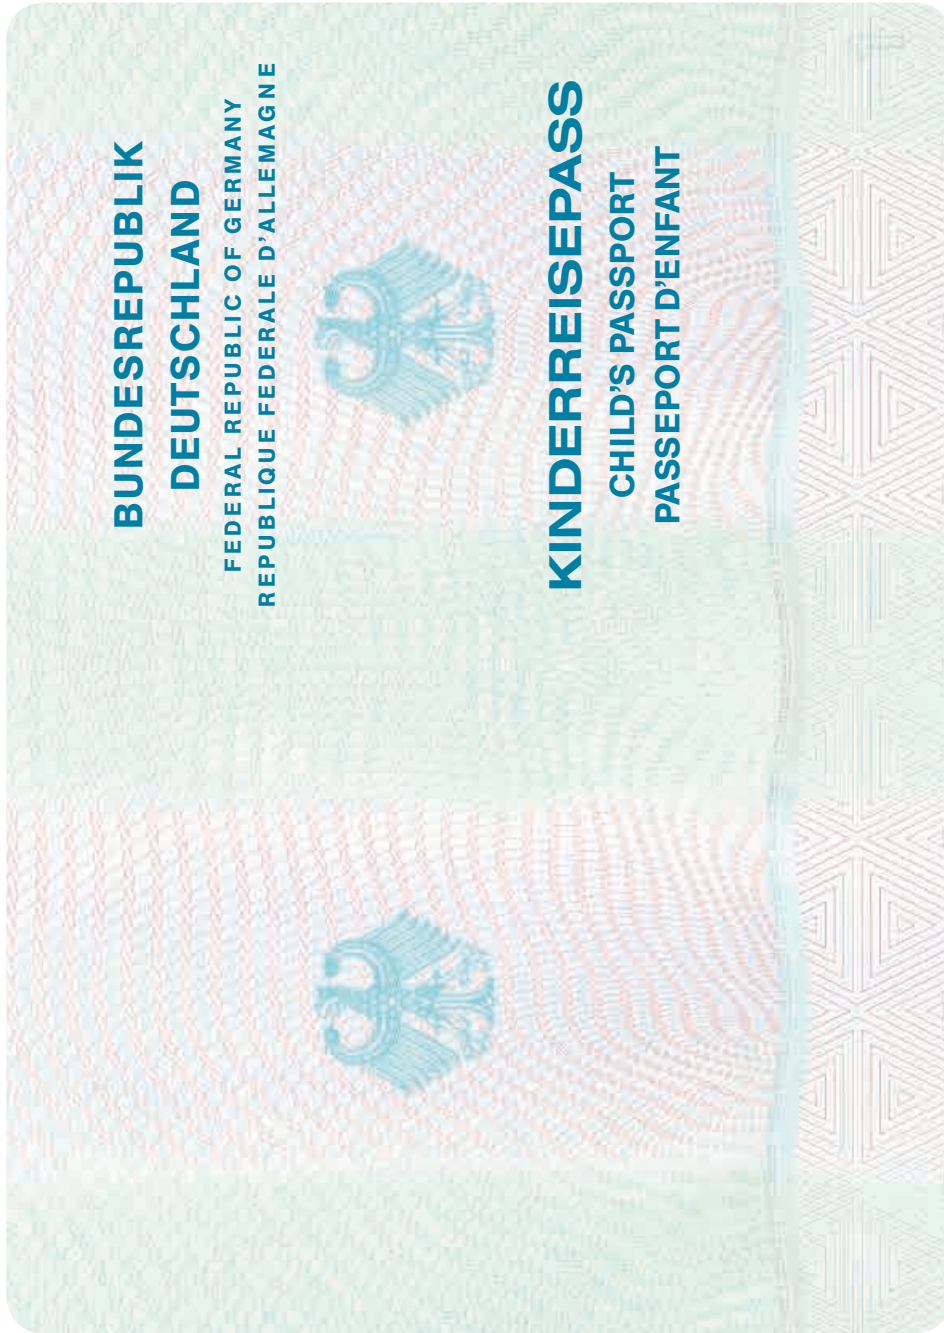 BUNDESREPUBLIK
DEUTSCHLAND
FEDERAL REPUBLIC OF GERMANY
REPUBLIQUE FEDERALE D’ALLEMAGNE
KINDERREISEPASS
CHILD’S PASSPORT
PASSEPORT D’ENFANT